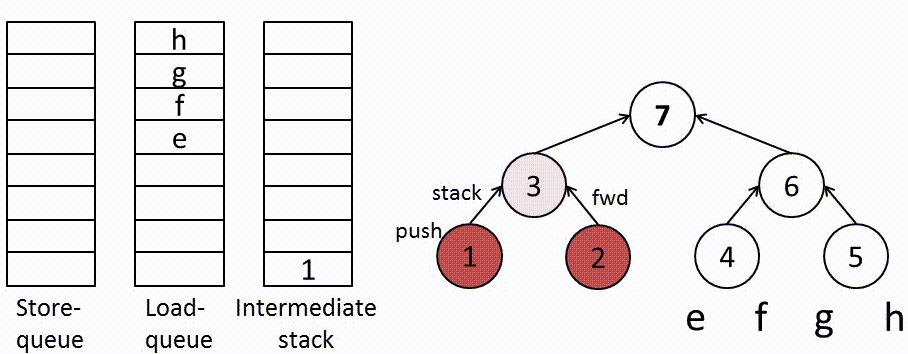 h
g
f
e
1
Store-
queue
Load-
queue
Intermediate
stack
7
3
6
stack
fwd
push
1
2
4
5
e f g h